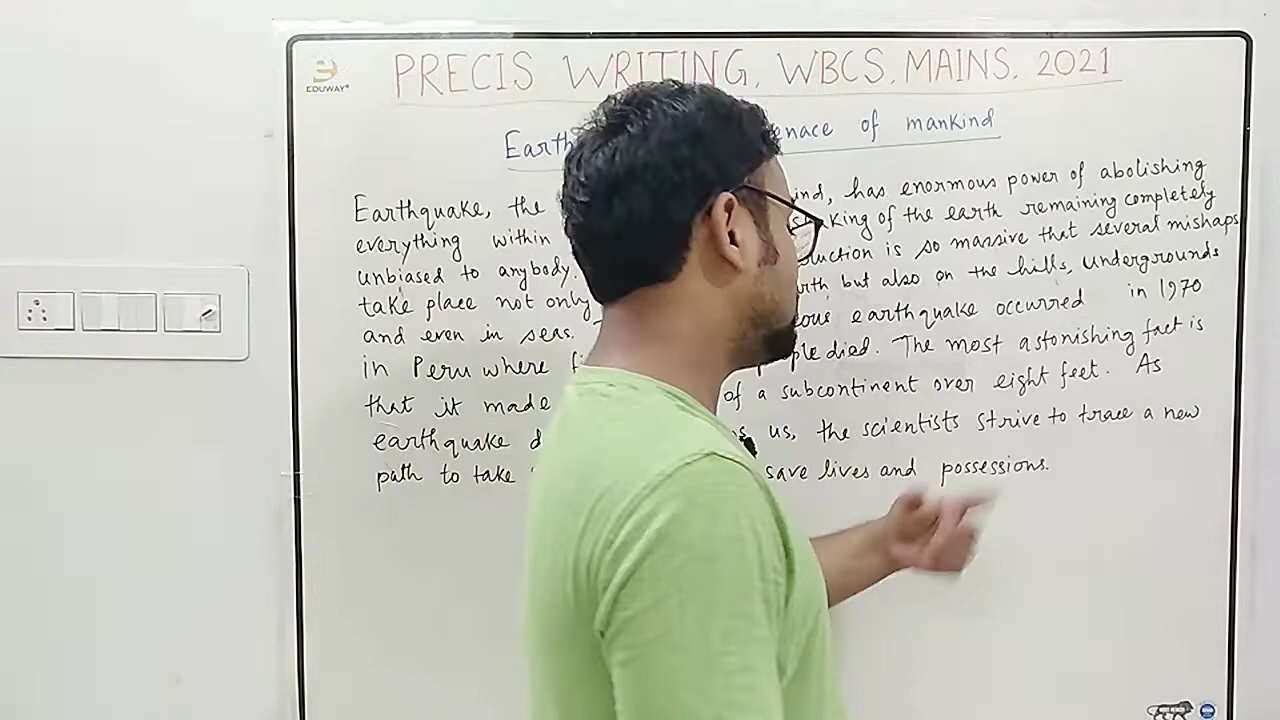 EDUWAY
PRECIS WRITING, WBCS, MAINS. 2021
Earth enace of mankind
Earthquake, the ind, has enormous power of abolishing
everything within king of the earth remaining completely
unbiased to anybody. uction is so massive that several mishaps
take place not only rth but also on the hills, undergrounds
and even in seas. eous earthquake occurred in 1970
in Peru where ple died. The most astonishing fact is
that it made of a subcontinent over eight feet. As
earthquake us, the scientists strive to trace a new
path to take save lives and possessions.